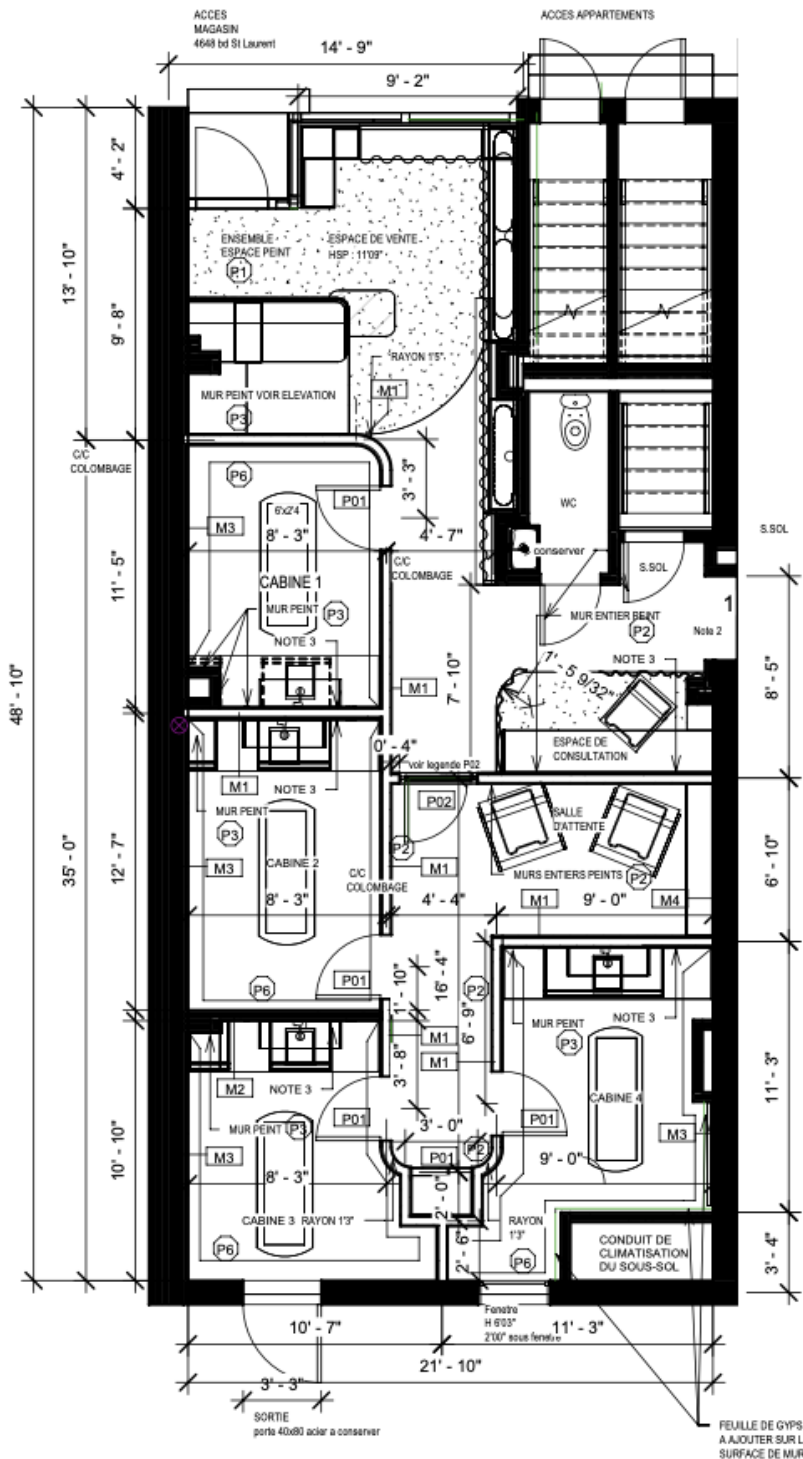 ACCES
MAGASIN
4648 bd St Laurent
ACCES APPARTEMENTS
14' - 9"
9' - 2"
4' - 2"
13' - 10"
9' - 8"
48' - 10"
ENSEMBLE
ESPACE PEINT
P.1
ESPACE DE VENTE
HSP : 11'09"
RAYON 1'5"
M1
MUR PEINT VOIR ELEVATION
P3
C/C
COLOMBAGE
P6
P01
3' - 3"
WC
6'x2'4
M3
8' - 3"
4' - 7"
conserver
S.SOL
S.SOL
CABINE 1
C/C
COLOMBAGE
11' - 5"
MUR PEINT
P3
MUR ENTIER PEINT
P2
1
Note 2
NOTE 3
NOTE 3
M1
7' - 10"
1' - 5 9/32"
8' - 5"
0' - 4"
voir legende P02
ESPACE DE
CONSULTATION
M1
NOTE 3
P02
MUR PEINT
P3
SALLE
D'ATTENTE
P2
M3
CABINE 2
M1
MURS ENTIERS PEINTS
P2
C/C
COLOMBAGE
6' - 10"
35' - 0"
12' - 7"
8' - 3"
4' - 4"
M1
9' - 0"
M4
P01
P6
1' - 10"
16' - 4"
6' - 9"
P2
MUR PEINT
NOTE 3
P3
M1
M1
M2
NOTE 3
3' - 8"
CABINE 4
11' - 3"
P01
3' - 0"
P01
MUR PEINT
P3
M3
M3
P2
P01
8' - 3"
9' - 0"
10' - 10"
2' - 0"
CABINE 3
RAYON 1'3"
RAYON
1'3"
P6
2' - 6"
P6
CONDUIT DE
CLIMATISATION
DU SOUS-SOL
3' - 4"
Fenetre
H 6'03"
2'00" sous fenetre
10' - 7"
11' - 3"
21' - 10"
3' - 3"
SORTIE
porte 40x80 acier a conserver
FEUILLE DE GYPS
A AJOUTER SUR L
SURFACE DE MUR